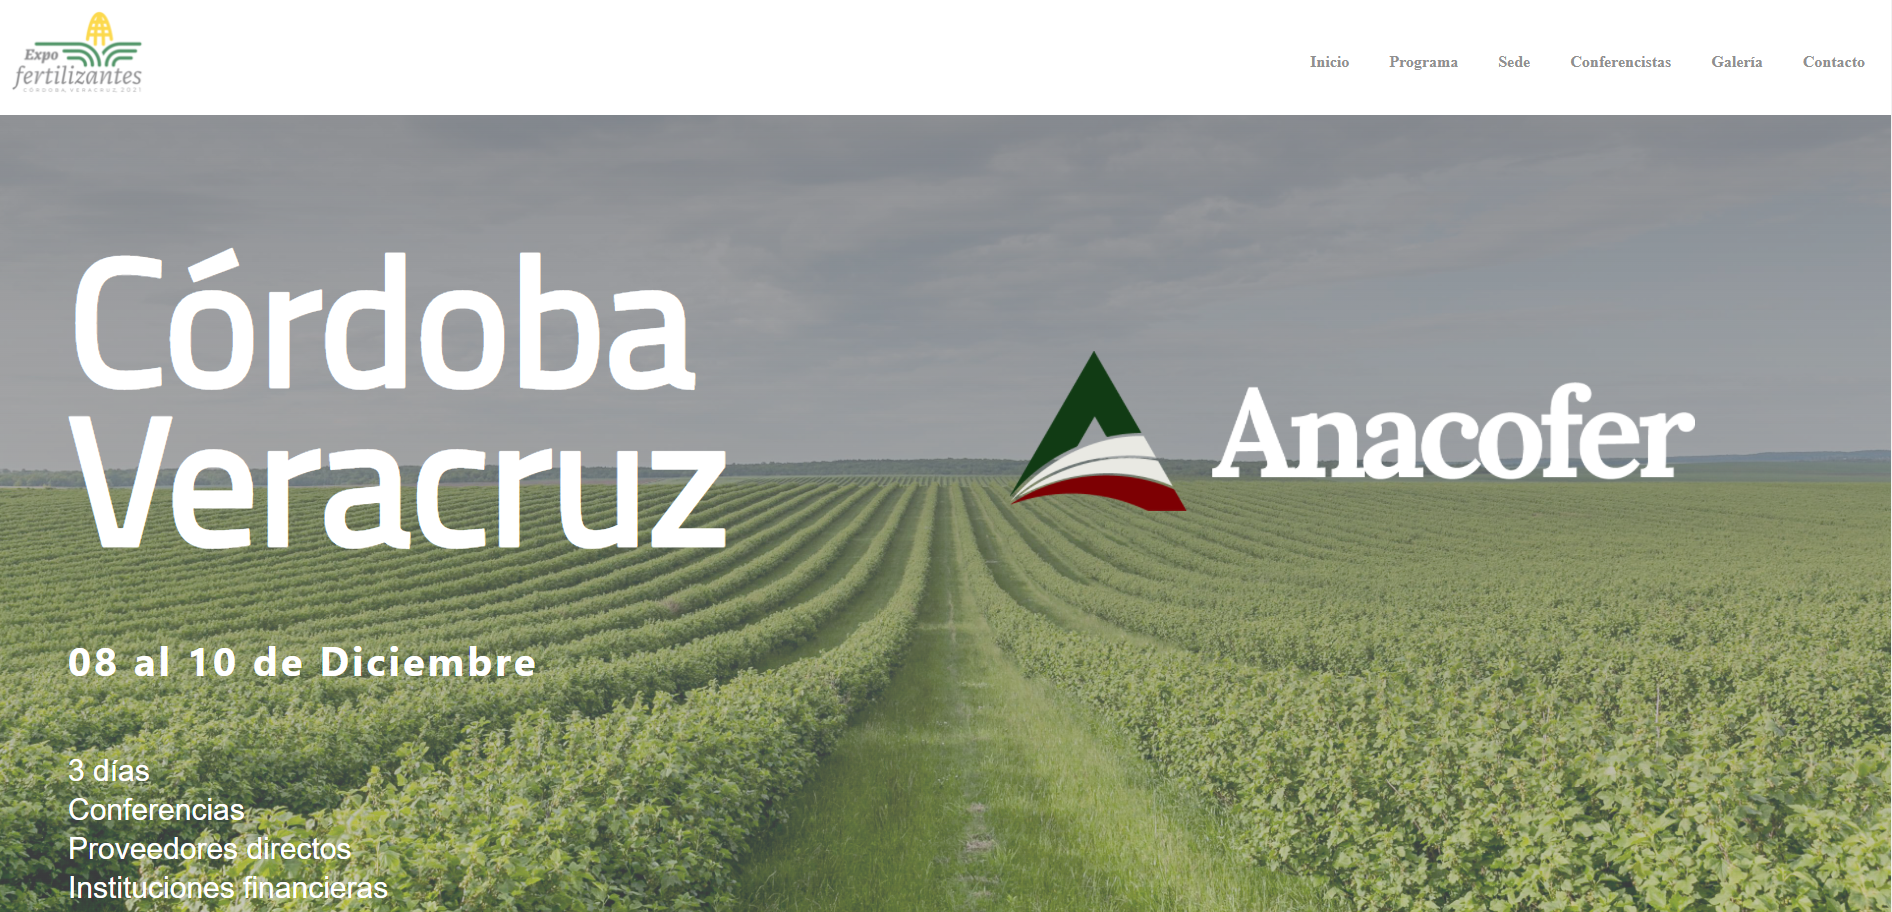 Expo
fertilizantes
CÓRDOBA, VERACRUZ, 2021
Inicio
Programa
Sede
Conferencistas
Galería
Contacto
Córdoba
Veracruz
Anacofer
08 al 10 de Diciembre
3 días
Conferencias
Proveedores directos
Instituciones financieras